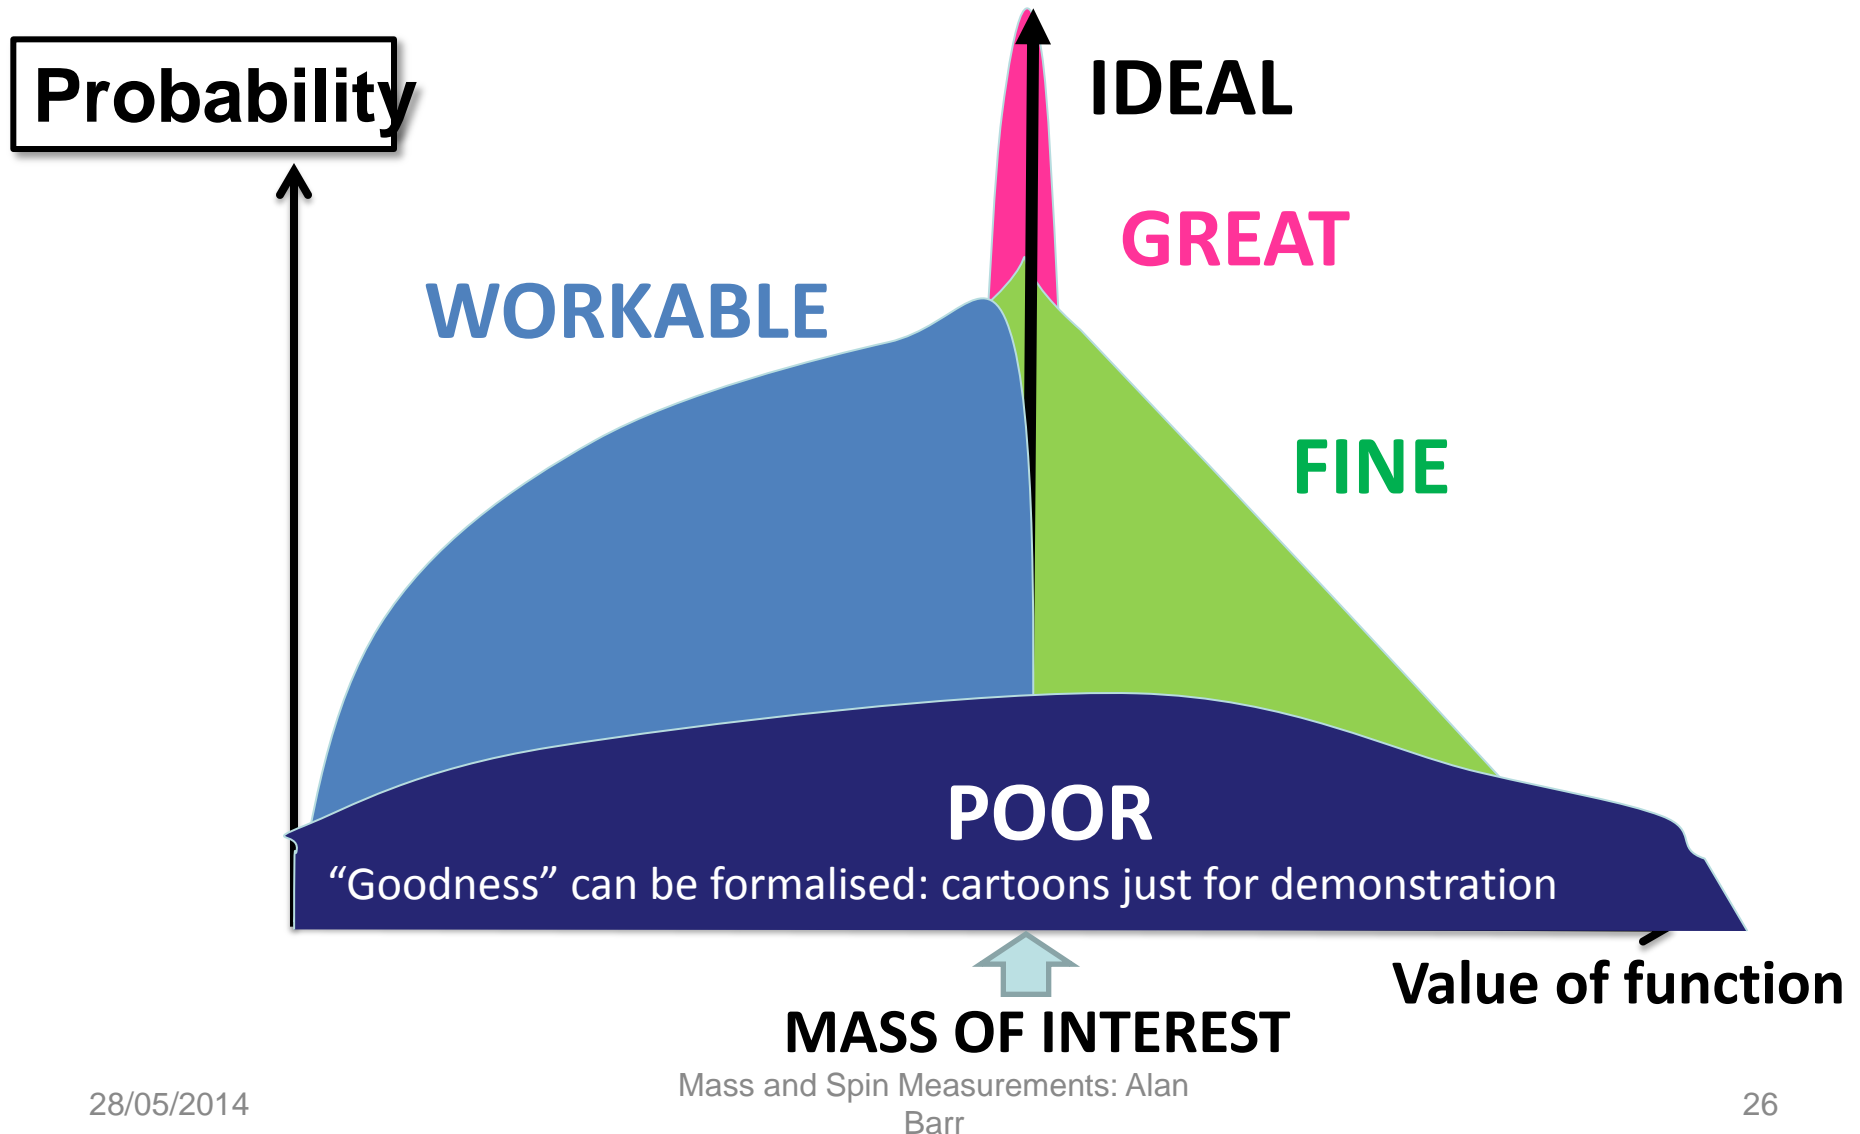 Probability
IDEAL
GREAT
WORKABLE
FINE
POOR
“Goodness” can be formalised: cartoons just for demonstration
Value of function
MASS OF INTEREST
28/05/2014
Mass and Spin Measurements: Alan
Barr
26